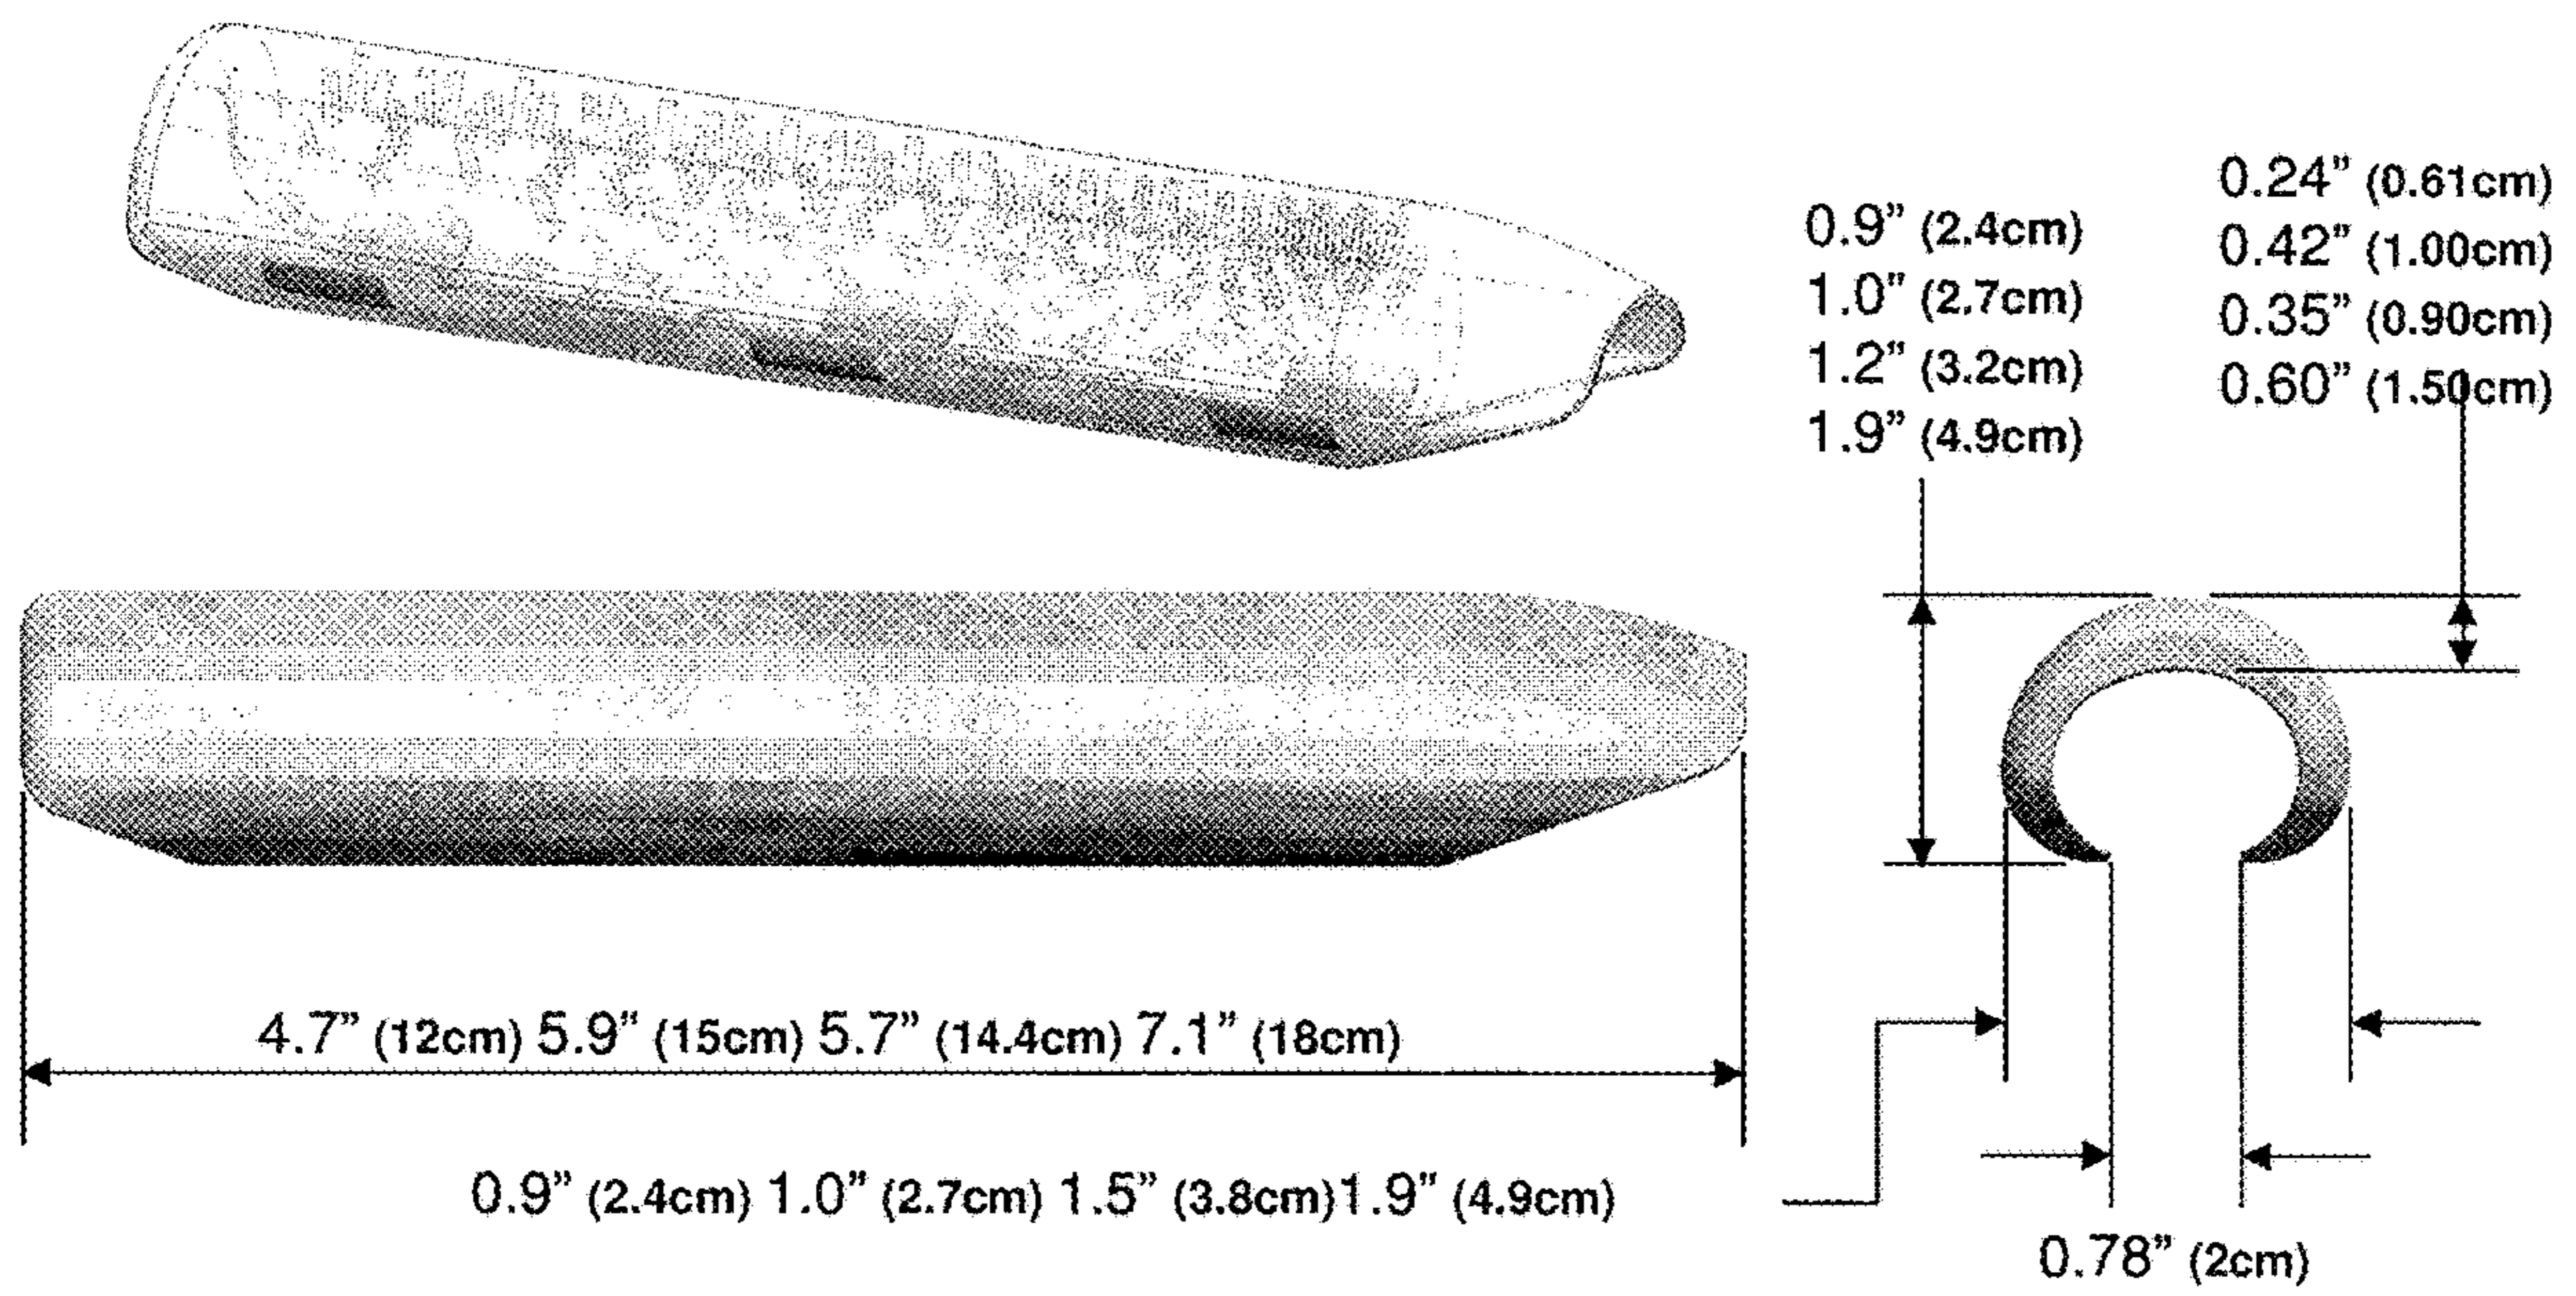 0.24” (0.61cm)
0.42” (1.00cm)
0.35” (0.90cm)
0.60” (1.50cm)
0.9” (2.4cm)
1.0” (2.7cm)
1.2” (3.2cm)
1.9” (4.9cm)
4.7” (12cm) 5.9” (15cm) 5.7” (14.4cm) 7.1” (18cm)
0.9” (2.4cm) 1.0” (2.7cm) 1.5” (3.8cm)1.9” (4.9cm)
0.78” (2cm)